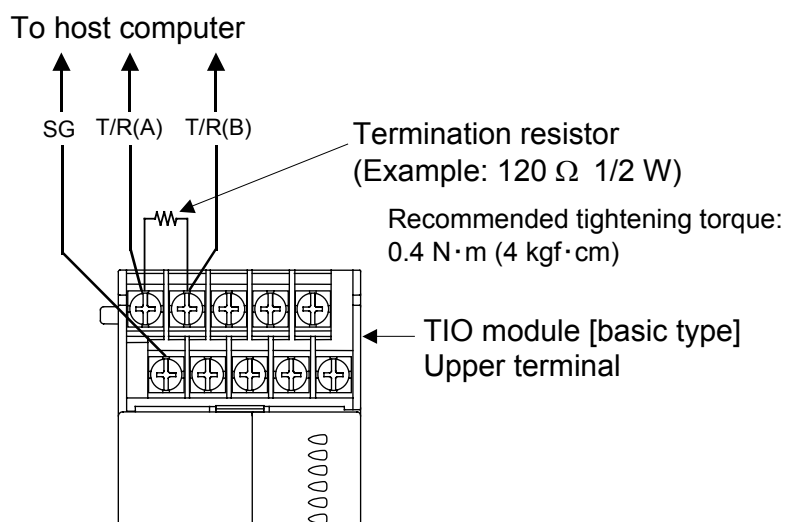 To host computer
SG T/R(A) T/R(B)
Termination resistor
(Example: 120 Ω 1/2 W)
Recommended tightening torque:
0.4 N･m (4 kgf･cm)
TIO module [basic type]
Upper terminal